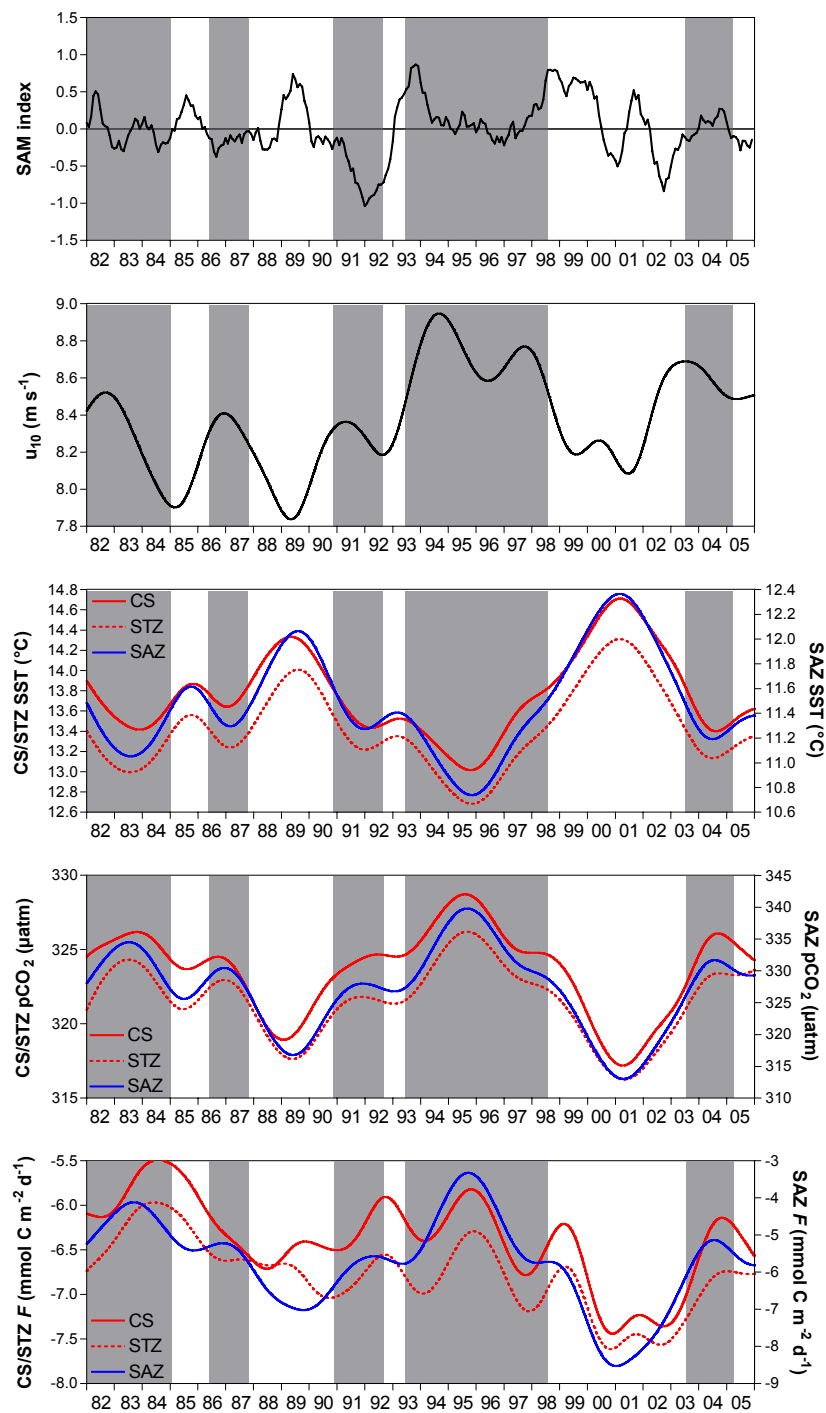 1.5
1.0
0.5
0.0
-0.5
-1.0
-1.5
SAM index
82 83 84 85 86 87 88 89 90 91 92 93 94 95 96 97 98 99 00 01 02 03 04 05
9.0
8.8
8.6
8.4
8.2
8.0
7.8
u10 (m s-1)
82 83 84 85 86 87 88 89 90 91 92 93 94 95 96 97 98 99 00 01 02 03 04 05
14.8
14.6
14.4
14.2
14.0
13.8
13.6
13.4
13.2
13.0
12.8
12.6
CS/STZ SST (°C)
CS
STZ
SAZ
12.4
12.2
12.0
11.8
11.6
11.4
11.2
11.0
10.8
10.6
SAZ SST (°C)
82 83 84 85 86 87 88 89 90 91 92 93 94 95 96 97 98 99 00 01 02 03 04 05
330
325
320
315
CS/STZ pCO2 (µatm)
CS
STZ
SAZ
345
340
335
330
325
320
315
310
SAZ pCO2 (µatm)
82 83 84 85 86 87 88 89 90 91 92 93 94 95 96 97 98 99 00 01 02 03 04 05
-5.5
-6.0
-6.5
-7.0
-7.5
-8.0
CS/STZ F (mmol C m-2 d-1)
CS
STZ
SAZ
-3
-4
-5
-6
-7
-8
-9
SAZ F (mmol C m-2 d-1)
82 83 84 85 86 87 88 89 90 91 92 93 94 95 96 97 98 99 00 01 02 03 04 05